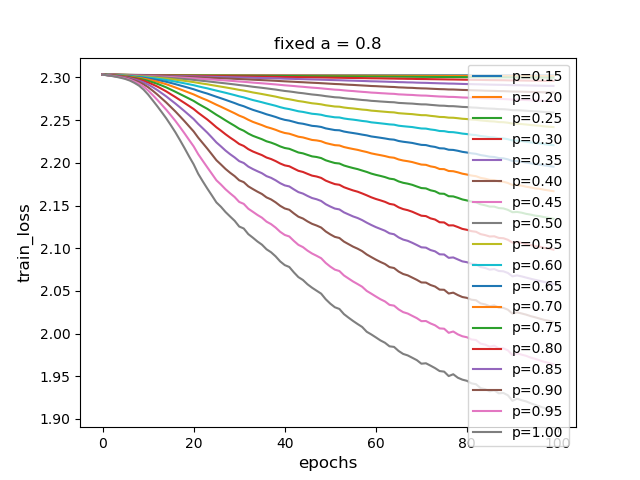 fixed a = 0.8
train_loss
2.30
2.25
2.20
2.15
2.10
2.05
2.00
1.95
1.90
0
20
40
60
80
100
epochs
p=0.15
p=0.20
p=0.25
p=0.30
p=0.35
p=0.40
p=0.45
p=0.50
p=0.55
p=0.60
p=0.65
p=0.70
p=0.75
p=0.80
p=0.85
p=0.90
p=0.95
p=1.00